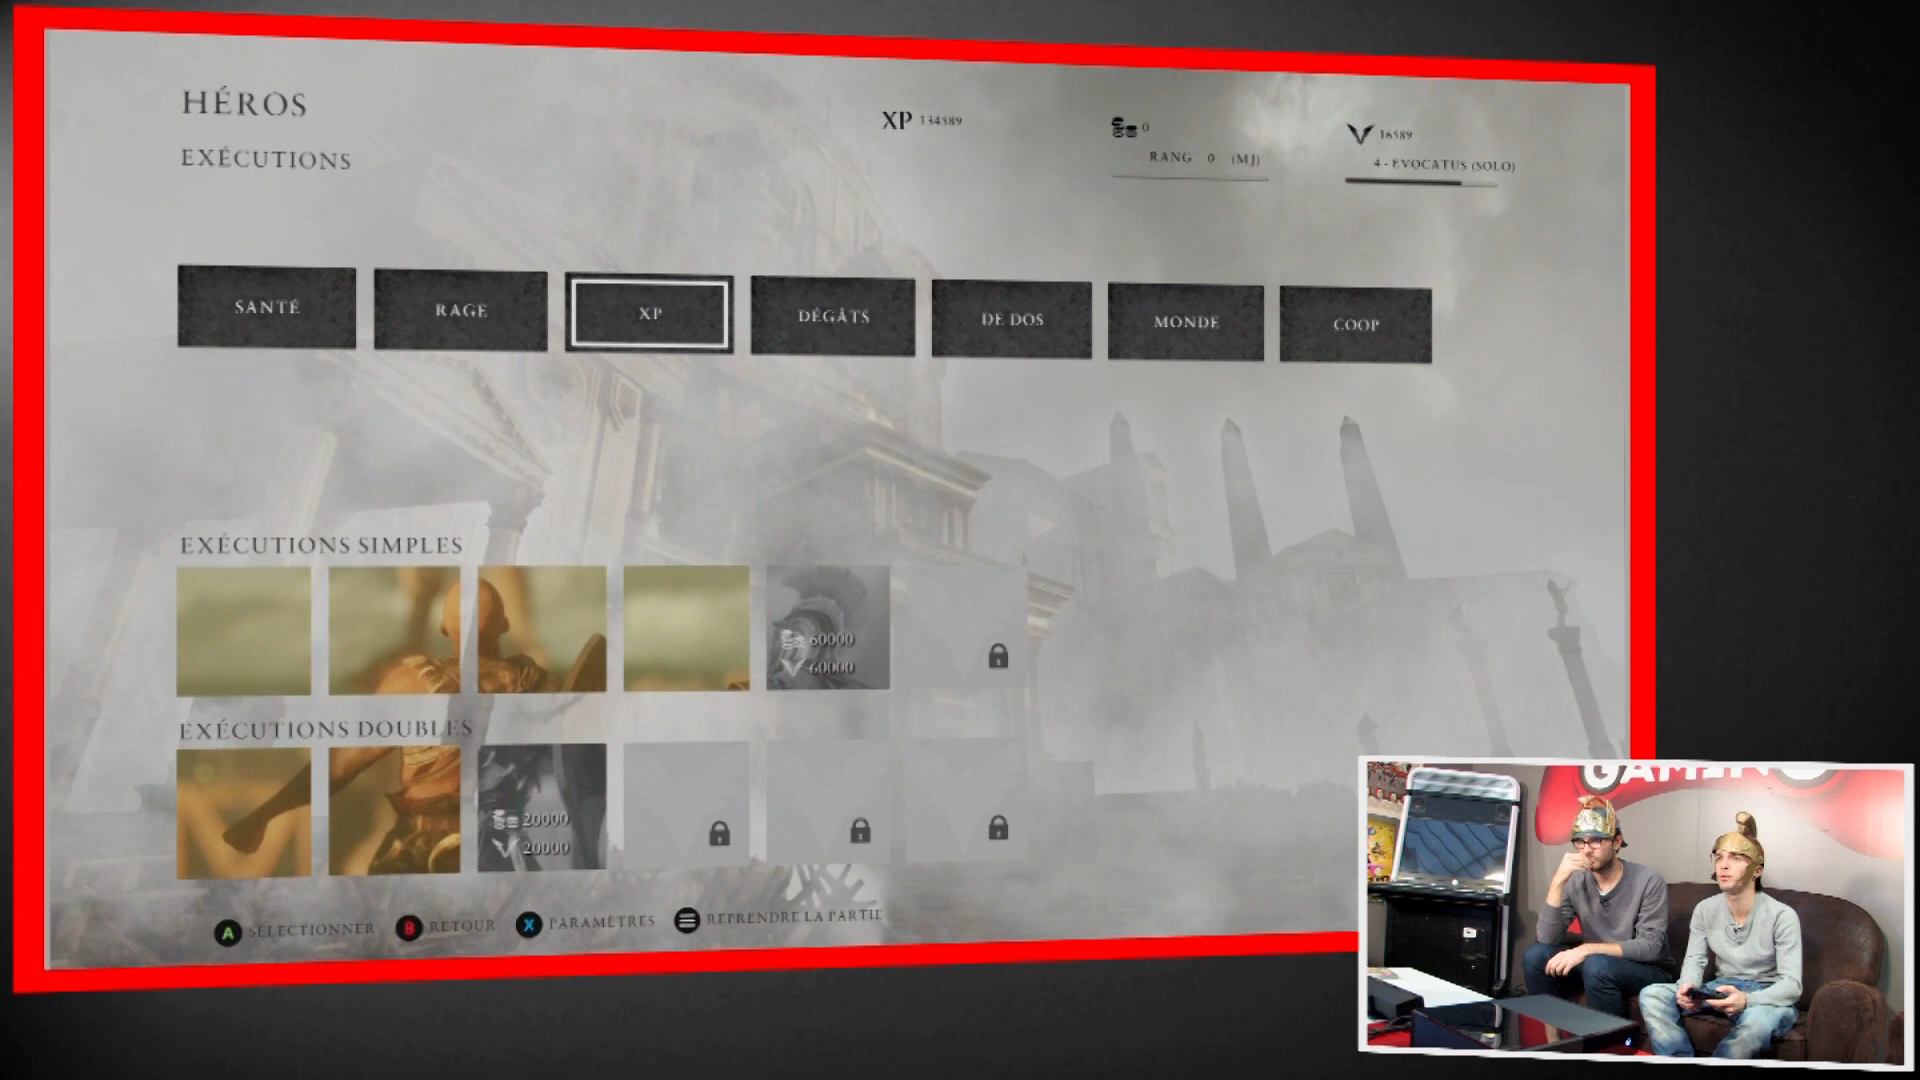 HÉROS
EXÉCUTIONS
XP 134589
0
RANG 0 (MJ)
16589
4 - EVOCATUS (SOLO)
SANTÉ
RAGE
XP
DÉGÂTS
DE DOS
MONDE
COOP
EXÉCUTIONS SIMPLES
60000
60000
EXÉCUTIONS DOUBLES
20000
20000
A SÉLECTIONNER
B RETOUR
X PARAMÈTRES
REPRENDRE LA PARTIE
GAMING